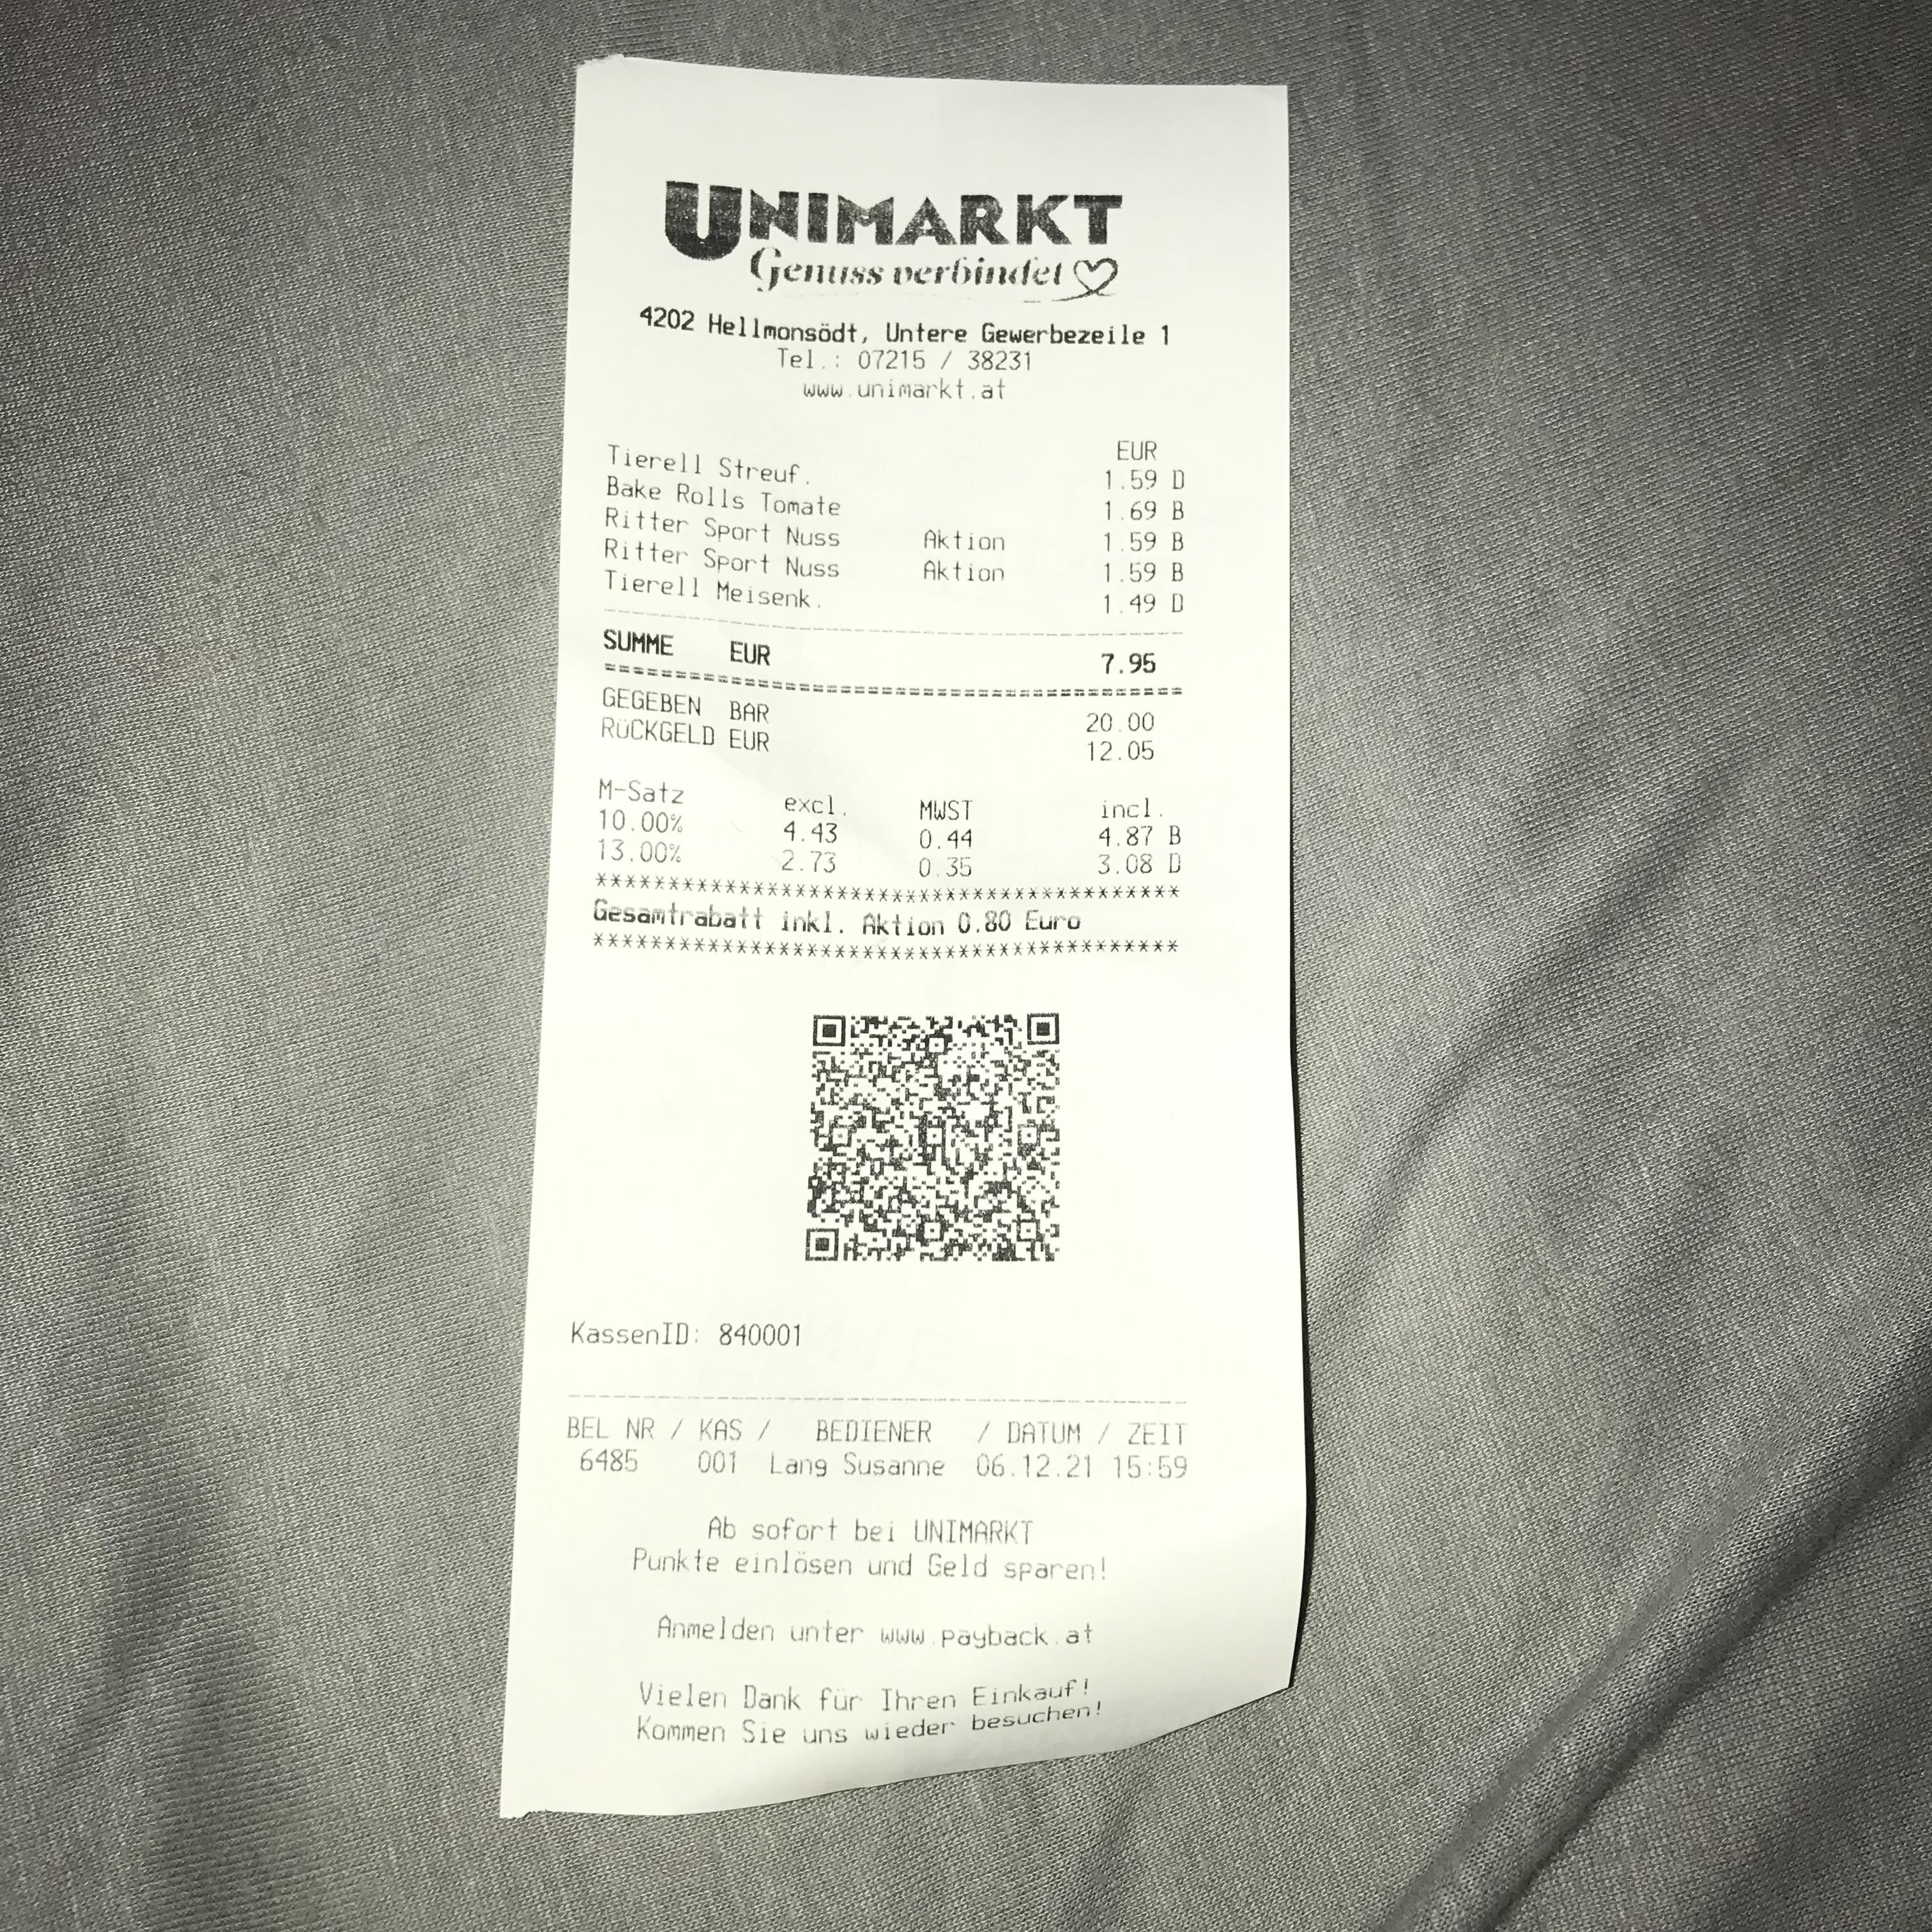 UNIMARKT
Genuss verbindet
4202 Hellmonsödt, Untere Gewerbezeile 1
Tel.: 07215 / 38231
www.unimarkt.at
EUR
Tierell Streuf. 1.59 D
Bake Rolls Tomate 1.69 B
Ritter Sport Nuss Aktion 1.59 B
Ritter Sport Nuss Aktion 1.59 B
Tierell Meisenk. 1.49 D
SUMME EUR 7.95
GEGEBEN BAR 20.00
RÜCKGELD EUR 12.05
M-Satz excl. MWST incl.
10.00% 4.43 0.44 4.87 B
13.00% 2.73 0.35 3.08 D
*****************************************
Gesamtrabatt inkl. Aktion 0.80 Euro
*****************************************
KassenID: 840001
BEL NR / KAS / BEDIENER / DATUM / ZEIT
6485 001 Lang Susanne 06.12.21 15:59
Ab sofort bei UNIMARKT
Punkte einlösen und Geld sparen!
Anmelden unter www.payback.at
Vielen Dank für Ihren Einkauf!
Kommen Sie uns wieder besuchen!